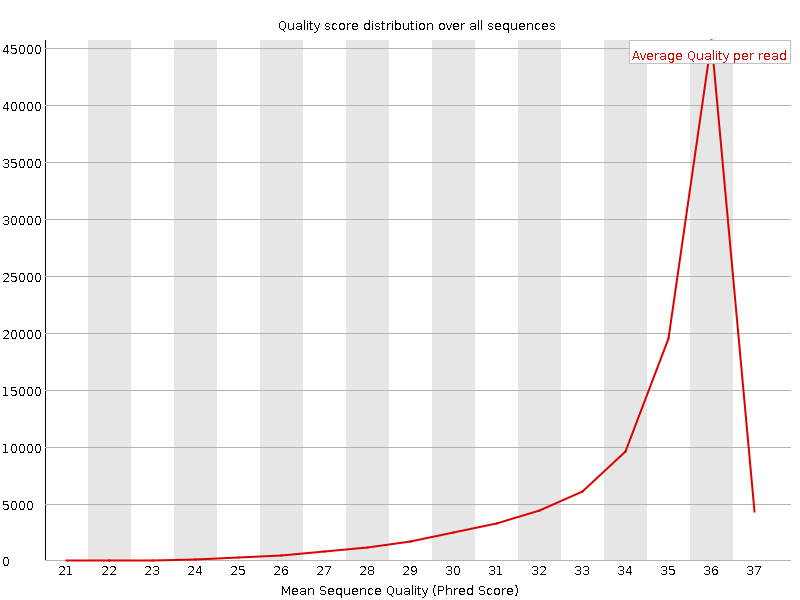 Quality score distribution over all sequences
Average Quality per read
45000
40000
35000
30000
25000
20000
15000
10000
5000
0
21 22 23 24 25 26 27 28 29 30 31 32 33 34 35 36 37
Mean Sequence Quality (Phred Score)